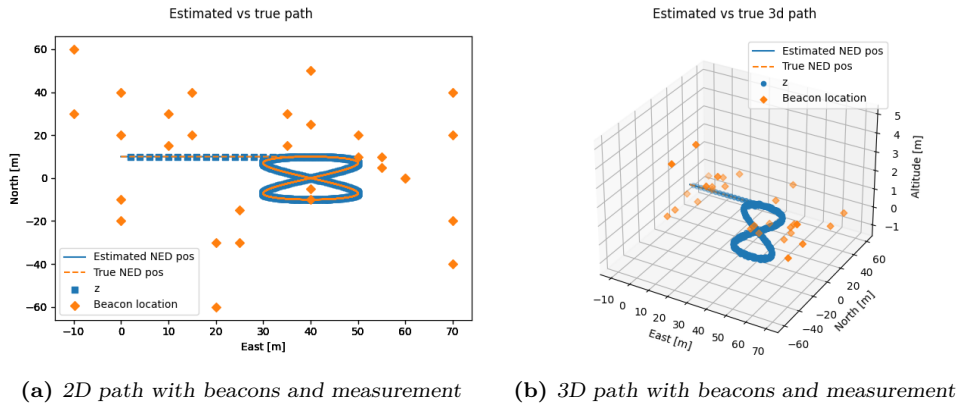 Estimated vs true path
60
40
20
0
−20
−40
−60
North [m]
Estimated NED pos
True NED pos
z
Beacon location
−10 0 10 20 30 40 50 60 70
East [m]
(a) 2D path with beacons and measurement
Estimated vs true 3d path
Estimated NED pos
True NED pos
z
Beacon location
5
4
3
2
1
0
−1
Altitude [m]
60
40
20
0
−20
−40
−60
North [m]
−10 0 10 20 30 40 50 60 70
East [m]
(b) 3D path with beacons and measurement